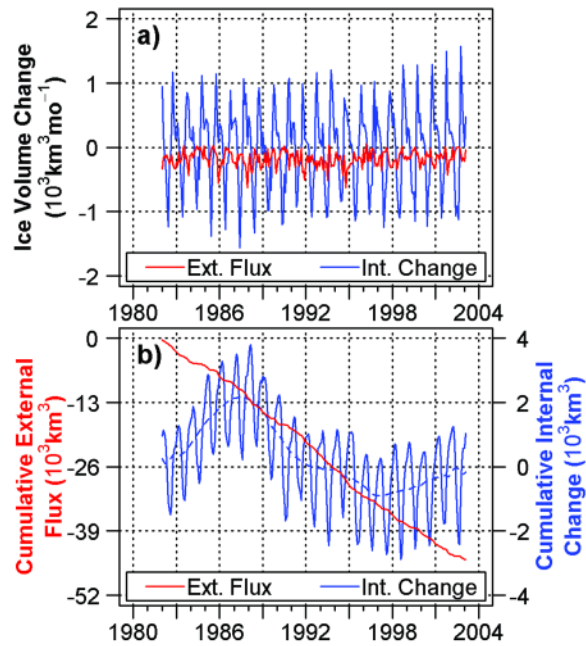 a)
Ice Volume Change
(10³km³mo⁻¹)
2
1
0
-1
-2
Ext. Flux Int. Change
1980 1986 1992 1998 2004
b)
Cumulative External
Flux (10³km³)
0
-13
-26
-39
-52
4
2
0
-2
-4
Cumulative Internal
Change (10³km³)
Ext. Flux Int. Change
1980 1986 1992 1998 2004